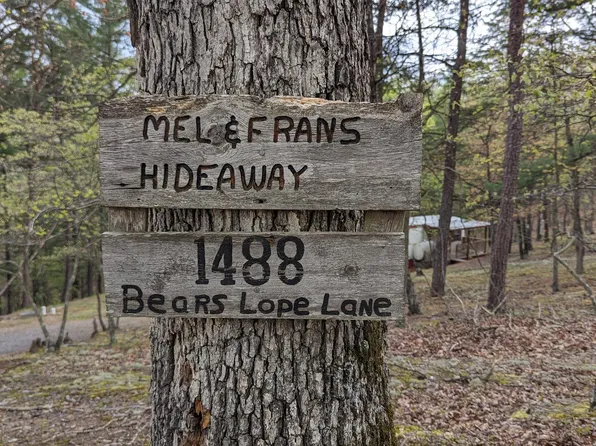 MEL & FRANS
HIDEAWAY
1488
Bears Lope Lane